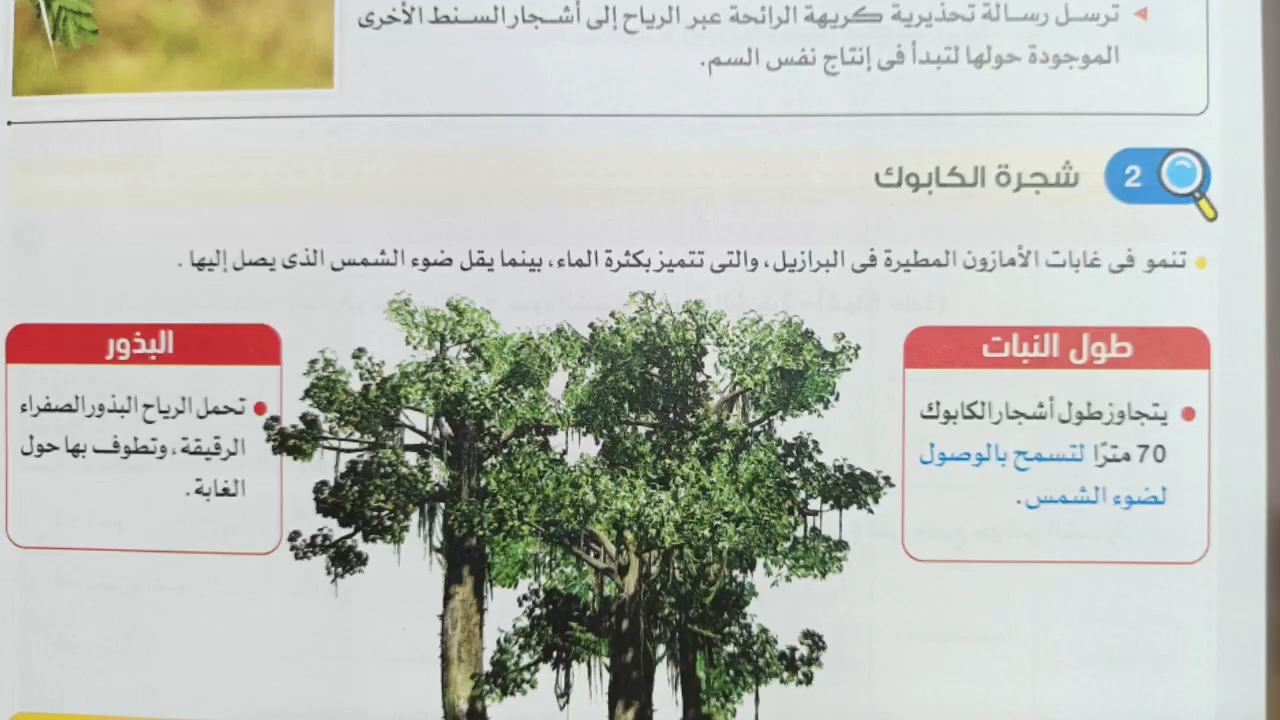 ترسل رسالة تحذيرية كريهة الرائحة عبر الرياح إلى أشجار السنط الأخرى
الموجودة حولها لتبدأ فى إنتاج نفس السم.
2 شجرة الكابوك
تنمو فى غابات الأمازون المطيرة فى البرازيل، والتى تتميز بكثرة الماء، بينما يقل ضوء الشمس الذى يصل إليها .
طول النبات
يتجاوز طول أشجار الكابوك
70 مترًا لتسمح بالوصول
لضوء الشمس.
البذور
تحمل الرياح البذور الصفراء
الرقيقة، وتطوف بها حول
الغابة.